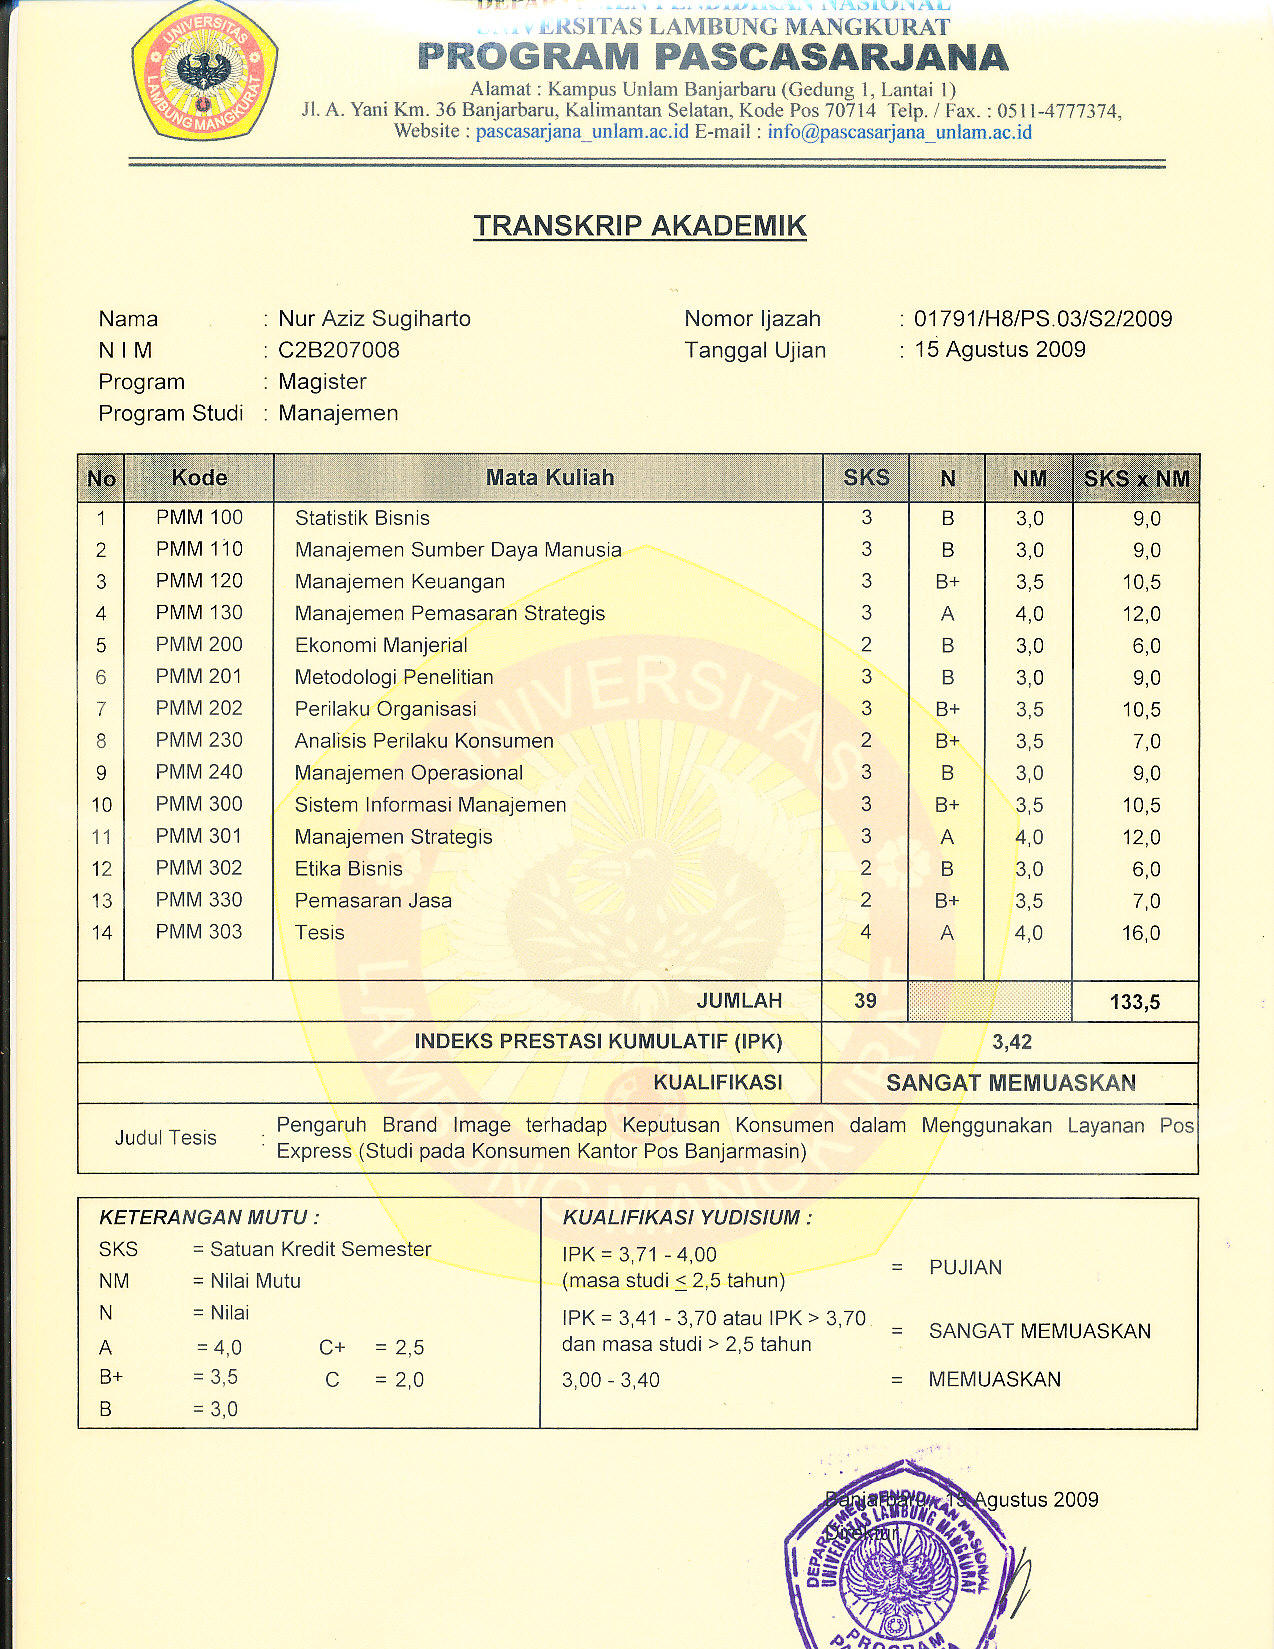 DEPARTEMEN PENDIDIKAN NASIONAL
UNIVERSITAS LAMBUNG MANGKURAT
PROGRAM PASCASARJANA
Alamat : Kampus Unlam Banjarbaru (Gedung 1, Lantai 1)
Jl. A. Yani Km. 36 Banjarbaru, Kalimantan Selatan, Kode Pos 70714 Telp. / Fax. : 0511-4777374,
Website : pascasarjana_unlam.ac.id E-mail : info@pascasarjana_unlam.ac.id
UNIVERSITAS
LAMBUNG MANGKURAT
TRANSKRIP AKADEMIK
Nama : Nur Aziz Sugiharto Nomor Ijazah : 01791/H8/PS.03/S2/2009
N I M : C2B207008 Tanggal Ujian : 15 Agustus 2009
Program : Magister
Program Studi : Manajemen
No Kode Mata Kuliah SKS N NM SKS x NM
1 PMM 100 Statistik Bisnis 3 B 3,0 9,0
2 PMM 110 Manajemen Sumber Daya Manusia 3 B 3,0 9,0
3 PMM 120 Manajemen Keuangan 3 B+ 3,5 10,5
4 PMM 130 Manajemen Pemasaran Strategis 3 A 4,0 12,0
5 PMM 200 Ekonomi Manjerial 2 B 3,0 6,0
6 PMM 201 Metodologi Penelitian 3 B 3,0 9,0
7 PMM 202 Perilaku Organisasi 3 B+ 3,5 10,5
8 PMM 230 Analisis Perilaku Konsumen 2 B+ 3,5 7,0
9 PMM 240 Manajemen Operasional 3 B 3,0 9,0
10 PMM 300 Sistem Informasi Manajemen 3 B+ 3,5 10,5
11 PMM 301 Manajemen Strategis 3 A 4,0 12,0
12 PMM 302 Etika Bisnis 2 B 3,0 6,0
13 PMM 330 Pemasaran Jasa 2 B+ 3,5 7,0
14 PMM 303 Tesis 4 A 4,0 16,0
JUMLAH 39 133,5
INDEKS PRESTASI KUMULATIF (IPK) 3,42
KUALIFIKASI SANGAT MEMUASKAN
Judul Tesis : Pengaruh Brand Image terhadap Keputusan Konsumen dalam Menggunakan Layanan Pos
Express (Studi pada Konsumen Kantor Pos Banjarmasin)
UNIVERSITAS
LAMBUNG MANGKURAT
KETERANGAN MUTU :
SKS = Satuan Kredit Semester
NM = Nilai Mutu
N = Nilai
A = 4,0 C+ = 2,5
B+ = 3,5 C = 2,0
B = 3,0
KUALIFIKASI YUDISIUM :
IPK = 3,71 - 4,00
(masa studi ≤ 2,5 tahun) = PUJIAN
IPK = 3,41 - 3,70 atau IPK > 3,70
dan masa studi > 2,5 tahun = SANGAT MEMUASKAN
3,00 - 3,40 = MEMUASKAN
Banjarbaru, 15 Agustus 2009
Direktur,
DEPARTEMEN PENDIDIKAN NASIONAL
UNIVERSITAS LAMBUNG MANGKURAT
PROGRAM